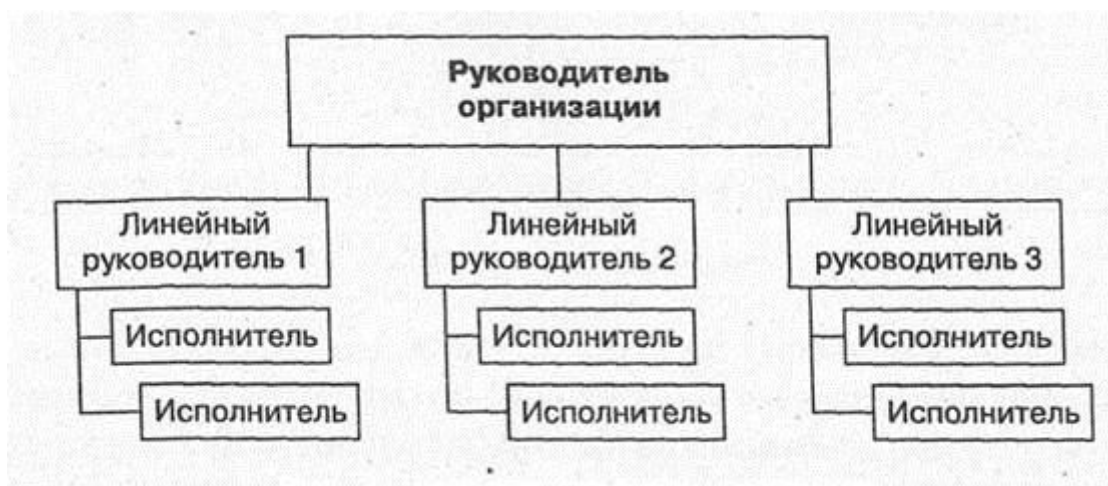 Руководитель
организации
Линейный
руководитель 1
Исполнитель
Исполнитель
Линейный
руководитель 2
Исполнитель
Исполнитель
Линейный
руководитель 3
Исполнитель
Исполнитель